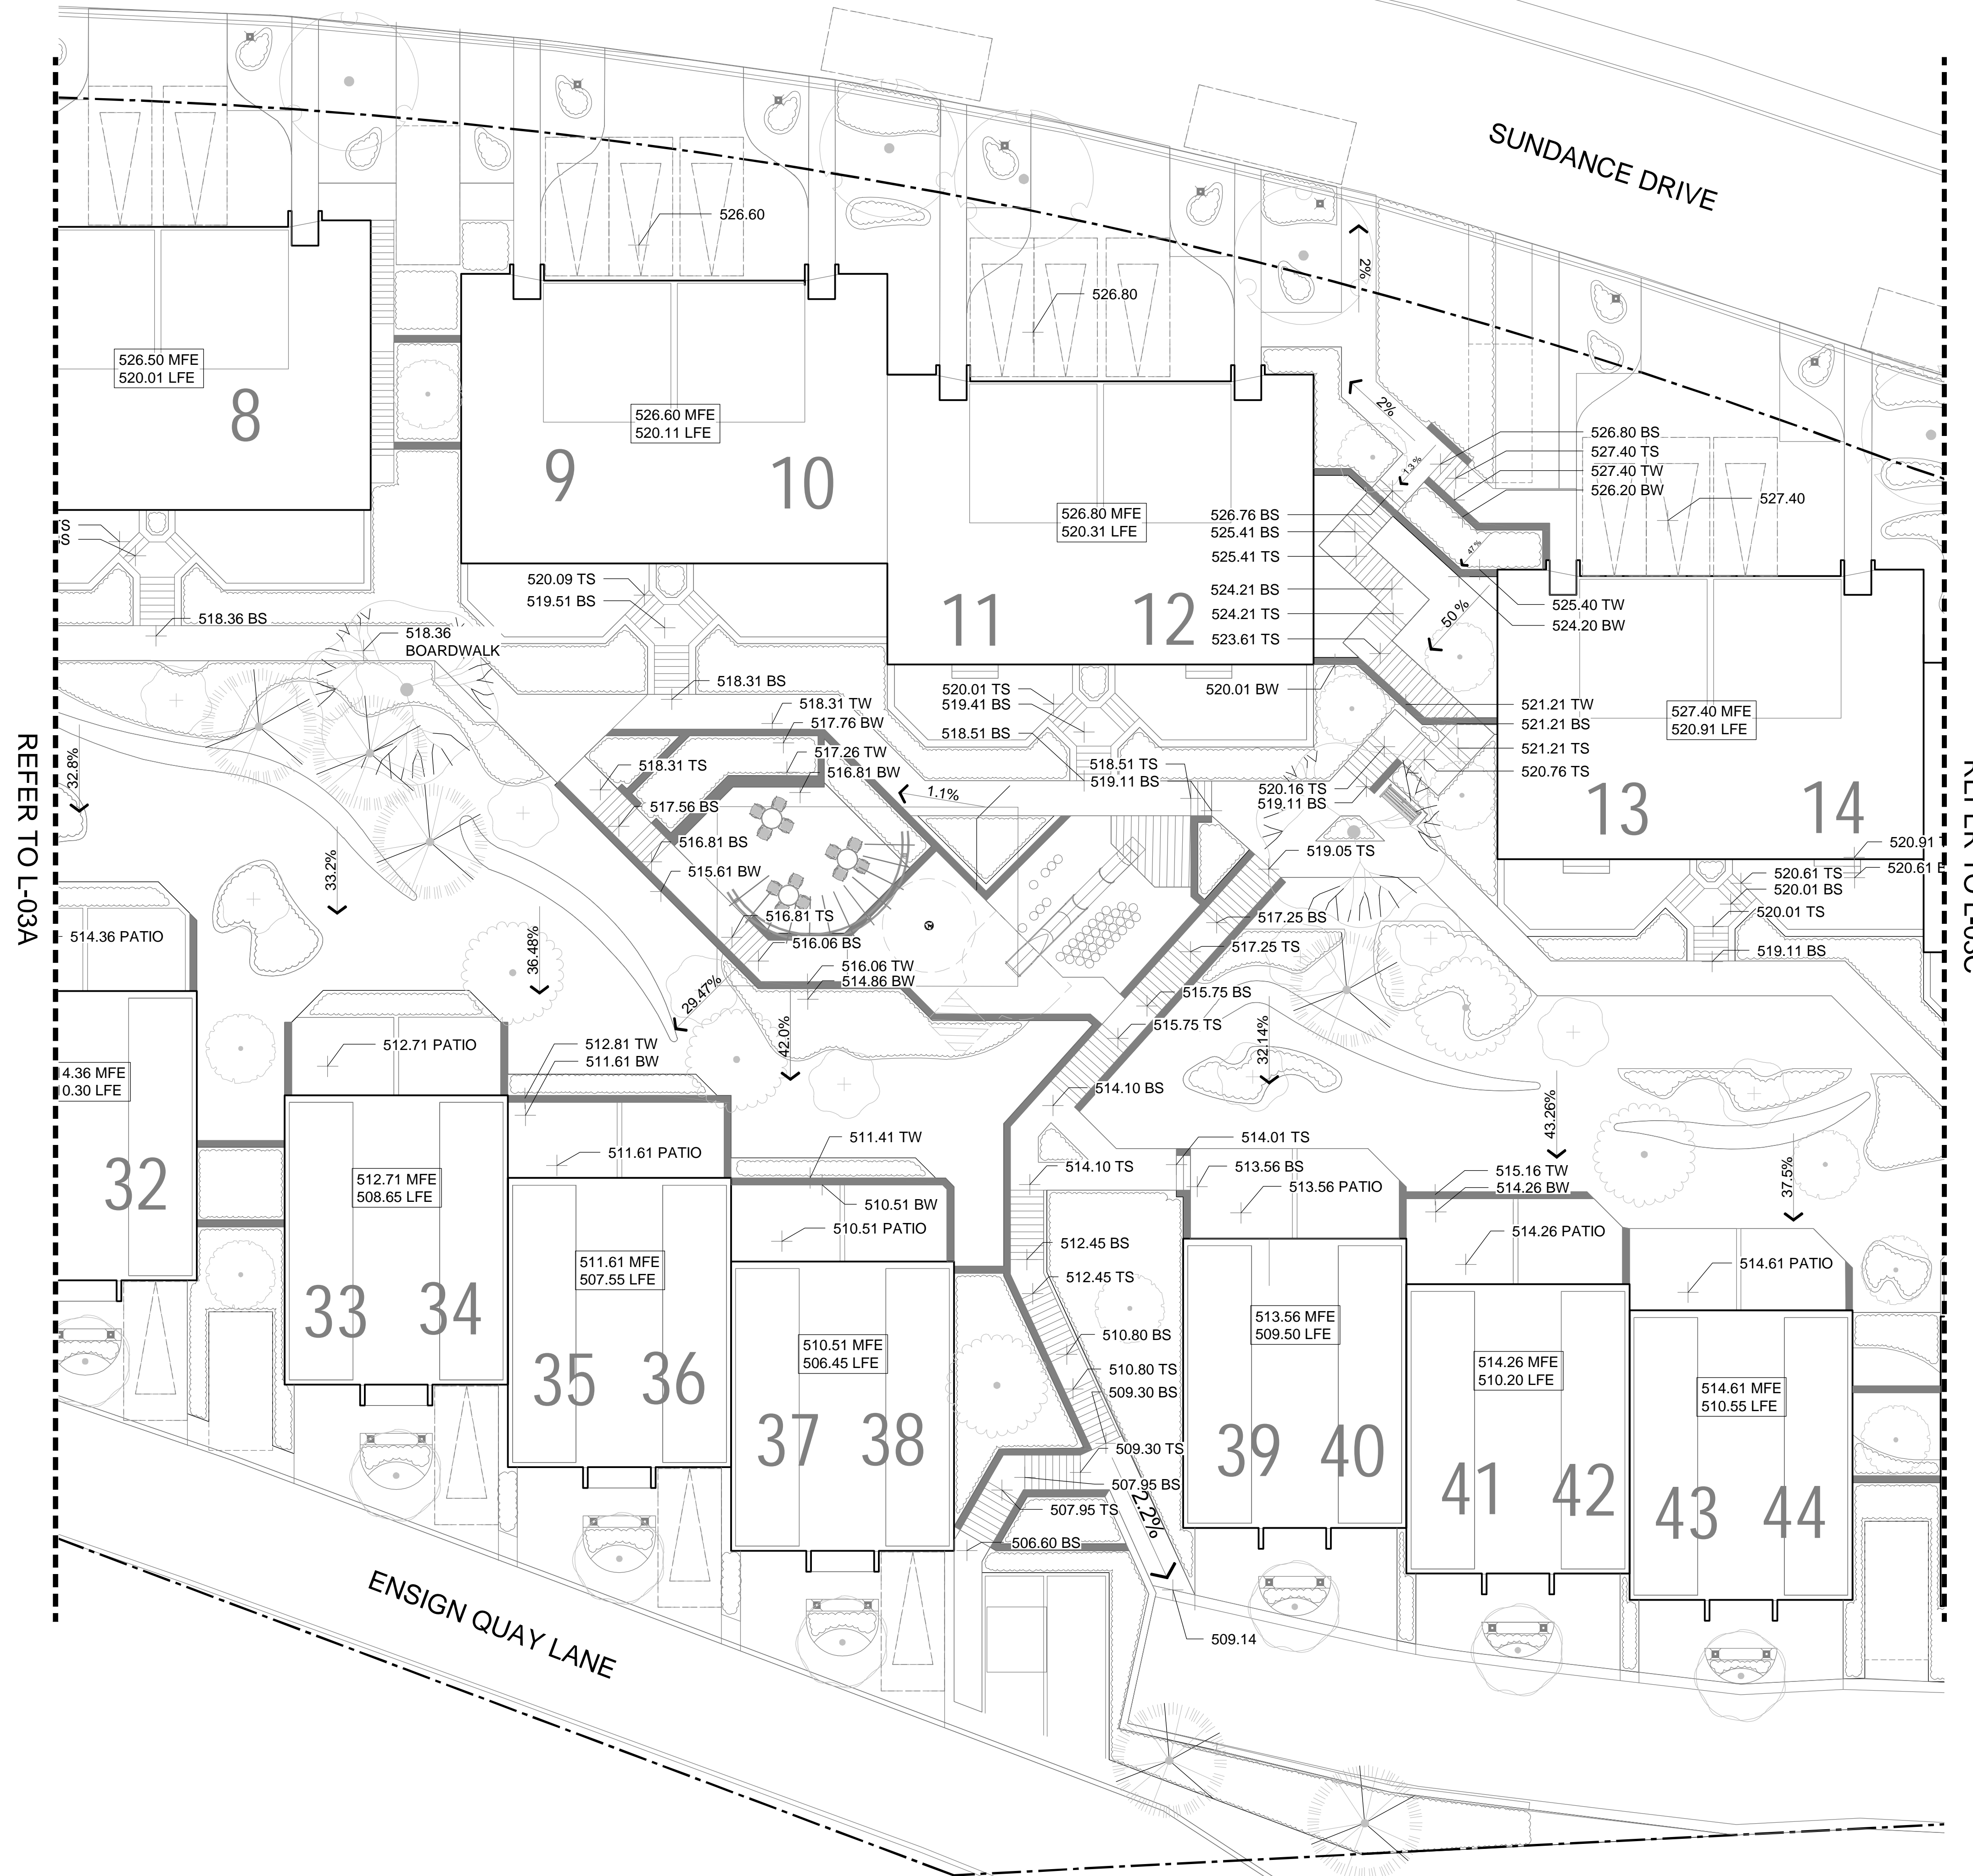 SUNDANCE DRIVE
526.60
2%
526.80
526.50 MFE
520.01 LFE
8
526.60 MFE
520.11 LFE
9
10
2%
1.3 %
526.80 BS
527.40 TS
527.40 TW
526.20 BW
527.40
526.80 MFE
520.31 LFE
526.76 BS
525.41 BS
525.41 TS
524.21 BS
524.21 TS
523.61 TS
47 %
50 %
525.40 TW
524.20 BW
520.09 TS
519.51 BS
11
12
518.36 BS
518.36
BOARDWALK
518.31 BS
520.01 TS
519.41 BS
518.51 BS
520.01 BW
521.21 TW
521.21 BS
521.21 TS
520.76 TS
527.40 MFE
520.91 LFE
518.31 TW
517.76 BW
517.26 TW
516.81 BW
518.31 TS
517.56 BS
516.81 BS
515.61 BW
1.1%
518.51 TS
519.11 BS
520.16 TS
519.11 BS
13
14
REFER TO L-03A
32.8%
33.2%
519.05 TS
520.91
520.61 TS
520.01 BS
520.01 TS
519.11 BS
514.36 PATIO
36.48%
29.47%
42.0%
516.81 TS
516.06 BS
516.06 TW
514.86 BW
517.25 BS
517.25 TS
515.75 BS
515.75 TS
514.10 BS
32.14%
43.26%
37.5%
512.71 PATIO
512.81 TW
511.61 BW
4.36 MFE
0.30 LFE
32
512.71 MFE
508.65 LFE
33
34
511.61 PATIO
511.41 TW
510.51 BW
510.51 PATIO
514.10 TS
514.01 TS
513.56 BS
513.56 PATIO
515.16 TW
514.26 BW
514.26 PATIO
514.61 PATIO
511.61 MFE
507.55 LFE
35
36
512.45 BS
512.45 TS
510.80 BS
510.80 TS
509.30 BS
509.30 TS
507.95 BS
507.95 TS
506.60 BS
510.51 MFE
506.45 LFE
37
38
513.56 MFE
509.50 LFE
39
40
514.26 MFE
510.20 LFE
41
42
514.61 MFE
510.55 LFE
43
44
2.2%
509.14
ENSIGN QUAY LANE